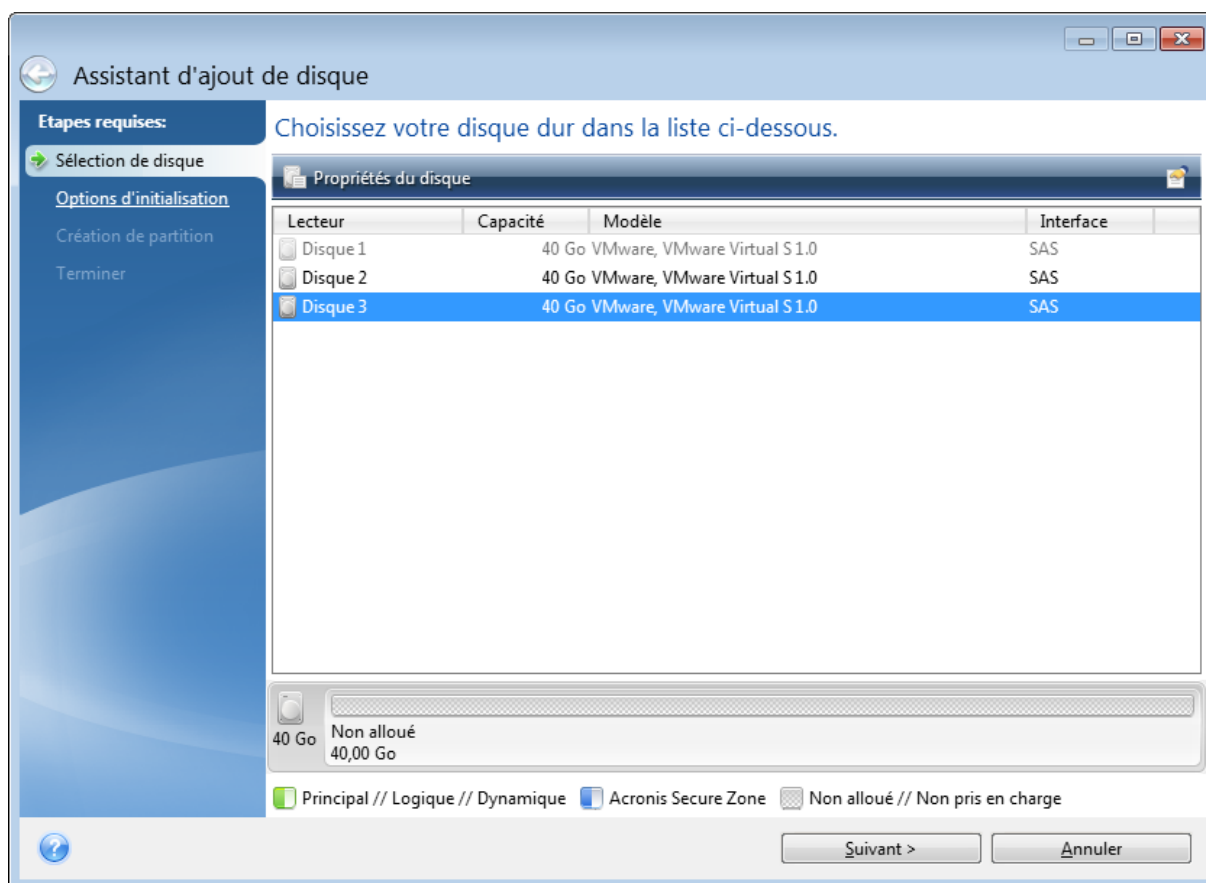 Assistant d'ajout de disque
Etapes requises:
Sélection de disque
Options d'initialisation
Création de partition
Terminer
Choisissez votre disque dur dans la liste ci-dessous.
Propriétés du disque
Lecteur Capacité Modèle Interface
Disque 1 40 Go VMware, VMware Virtual S 1.0 SAS
Disque 2 40 Go VMware, VMware Virtual S 1.0 SAS
Disque 3 40 Go VMware, VMware Virtual S 1.0 SAS
40 Go
Non alloué
40,00 Go
Principal // Logique // Dynamique Acronis Secure Zone Non alloué // Non pris en charge
Suivant > Annuler